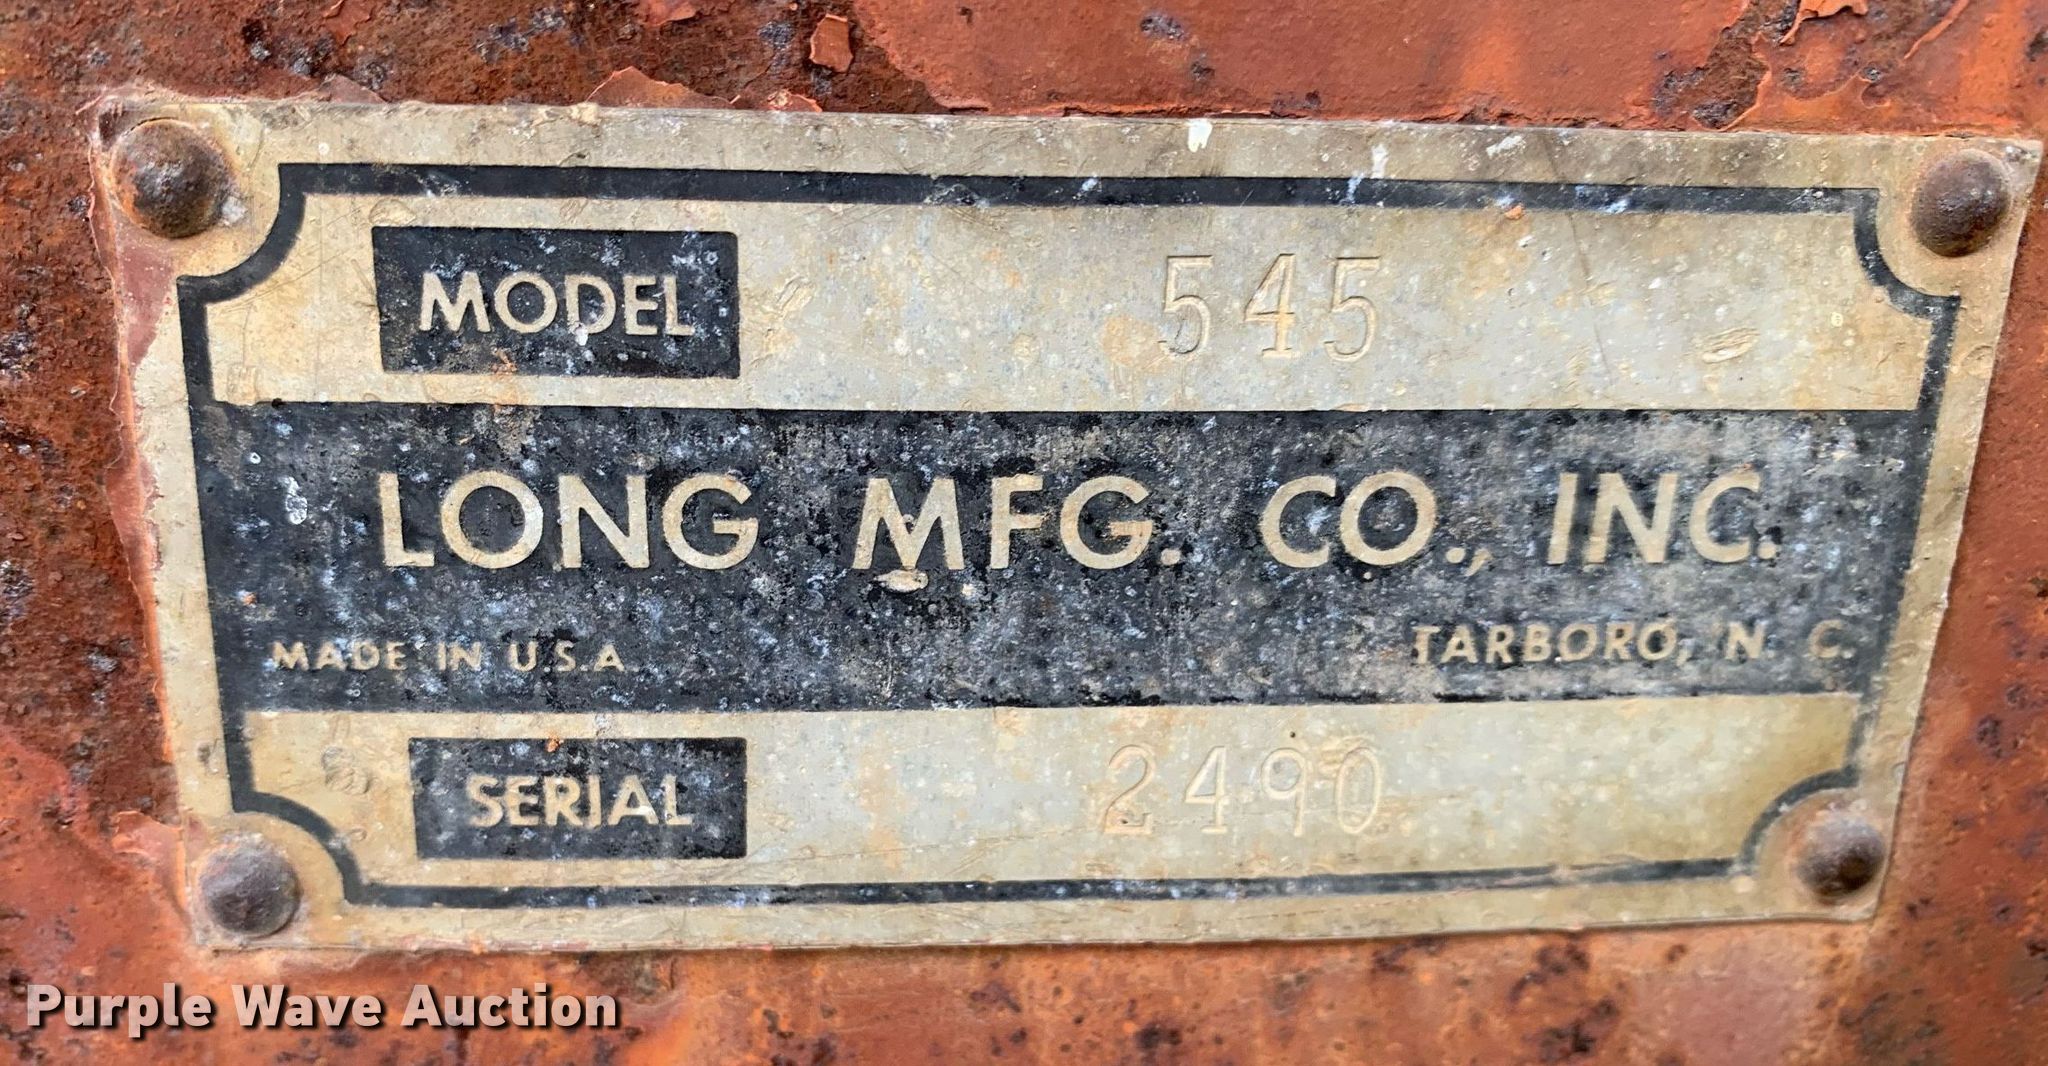 MODEL 545
LONG MFG. CO., INC.
MADE IN U.S.A. TARBORO, N. C.
SERIAL 2490
Purple Wave Auction